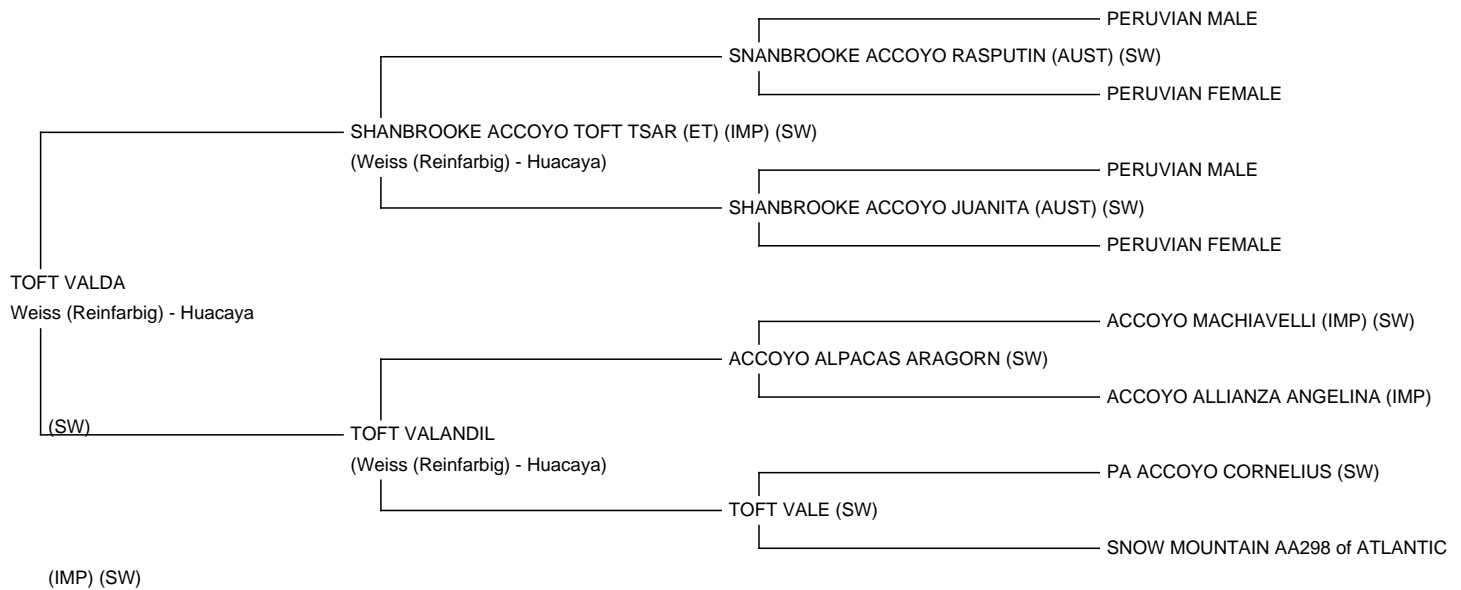 PERUVIAN MALE
SNANBROOKE ACCOYO RASPUTIN (AUST) (SW)
PERUVIAN FEMALE
SHANBROOKE ACCOYO TOFT TSAR (ET) (IMP) (SW)
(Weiss (Reinfarbig) - Huacaya)
PERUVIAN MALE
SHANBROOKE ACCOYO JUANITA (AUST) (SW)
PERUVIAN FEMALE
TOFT VALDA
Weiss (Reinfarbig) - Huacaya
ACCOYO MACHIAVELLI (IMP) (SW)
ACCOYO ALPACAS ARAGORN (SW)
ACCOYO ALLIANZA ANGELINA (IMP)
(SW)
TOFT VALANDIL
(Weiss (Reinfarbig) - Huacaya)
PA ACCOYO CORNELIUS (SW)
TOFT VALE (SW)
SNOW MOUNTAIN AA298 of ATLANTIC
(IMP) (SW)